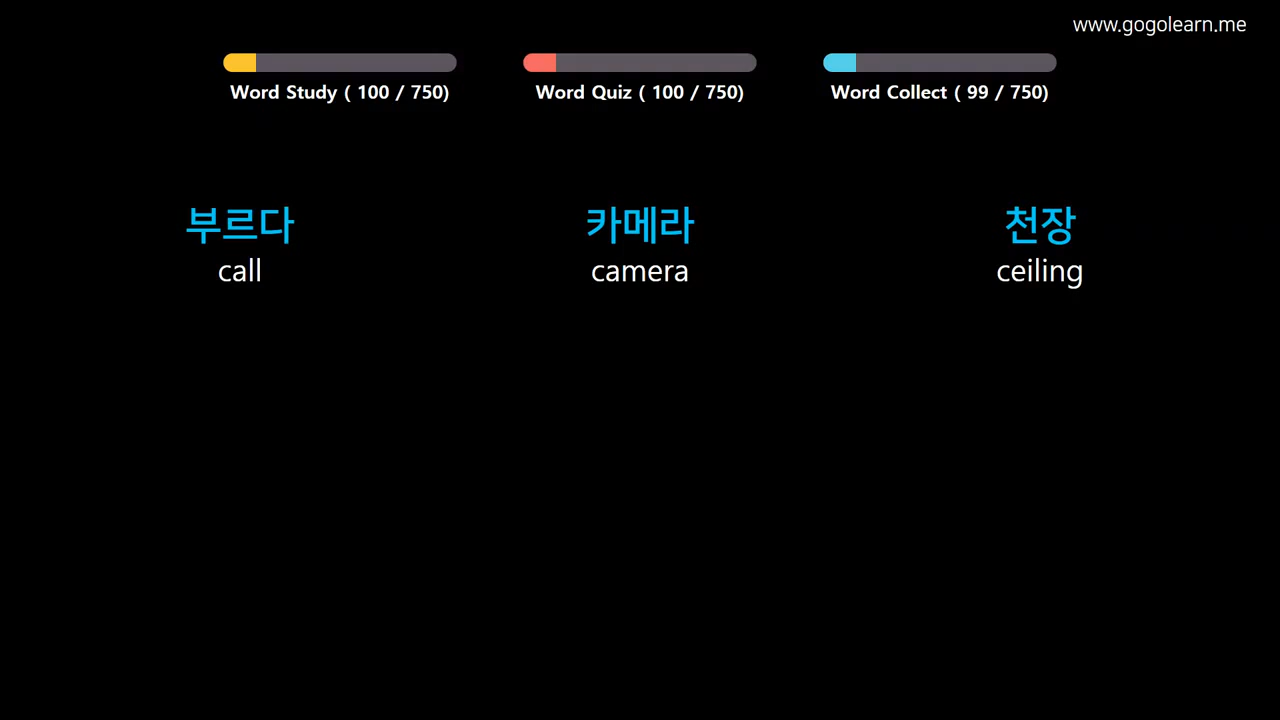 www.gogolearn.me
Word Study ( 100 / 750)
Word Quiz ( 100 / 750)
Word Collect ( 99 / 750)
부르다
call
카메라
camera
천장
ceiling